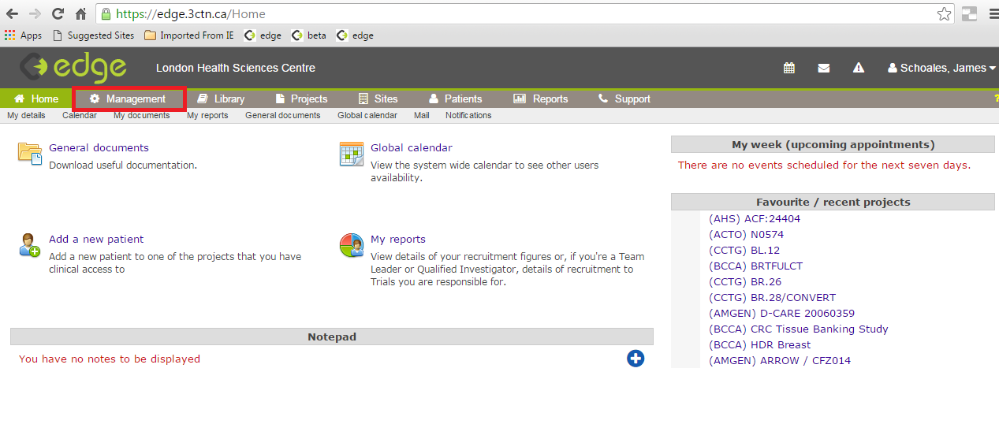 https://edge.3ctn.ca/Home
Apps Suggested Sites Imported From IE edge beta edge
edge London Health Sciences Centre Schoales, James
Home Management Library Projects Sites Patients Reports Support ?
My details Calendar My documents My reports General documents Global calendar Mail Notifications
General documents
Download useful documentation.
Global calendar
View the system wide calendar to see other users
availability.
Add a new patient
Add a new patient to one of the projects that you have
clinical access to
My reports
View details of your recruitment figures or, if you're a Team
Leader or Qualified Investigator, details of recruitment to
Trials you are responsible for.
Notepad
You have no notes to be displayed
My week (upcoming appointments)
There are no events scheduled for the next seven days.
Favourite / recent projects
(AHS) ACF:24404
(ACTO) N0574
(CCTG) BL.12
(BCCA) BRTFULCT
(CCTG) BR.26
(CCTG) BR.28/CONVERT
(AMGEN) D-CARE 20060359
(BCCA) CRC Tissue Banking Study
(BCCA) HDR Breast
(AMGEN) ARROW / CFZ014